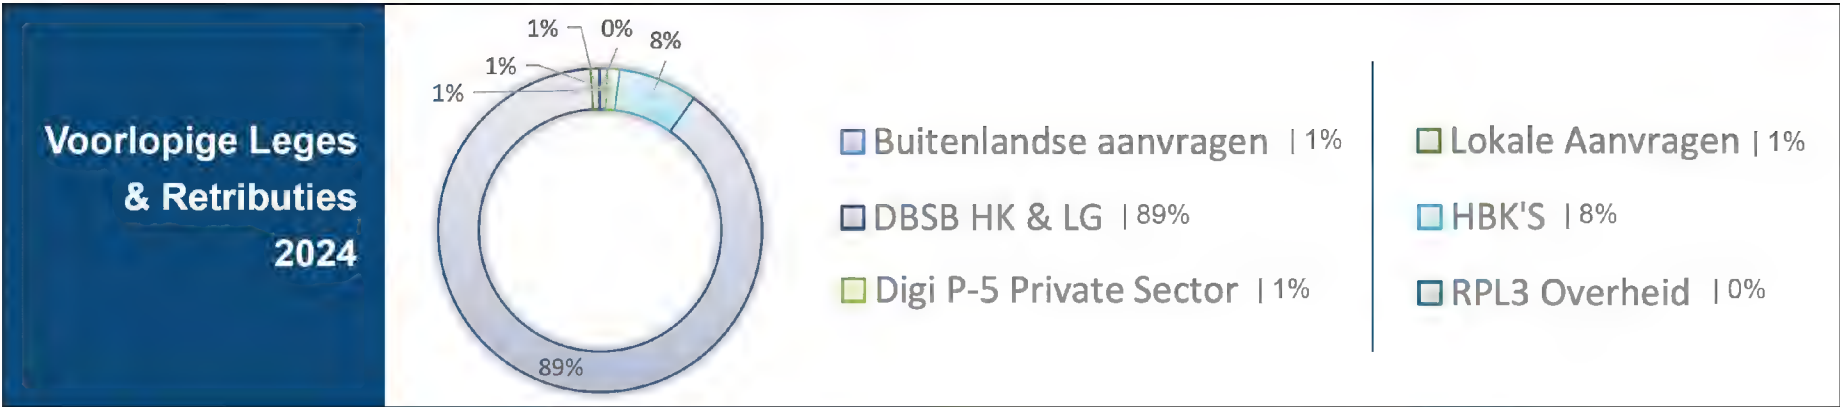 Voorlopige Leges
& Retributies
2024
1%
0%
8%
1%
1%
89%
Buitenlandse aanvragen | 1%
DBSB HK & LG | 89%
Digi P-5 Private Sector | 1%
Lokale Aanvragen | 1%
HBK'S | 8%
RPL3 Overheid | 0%